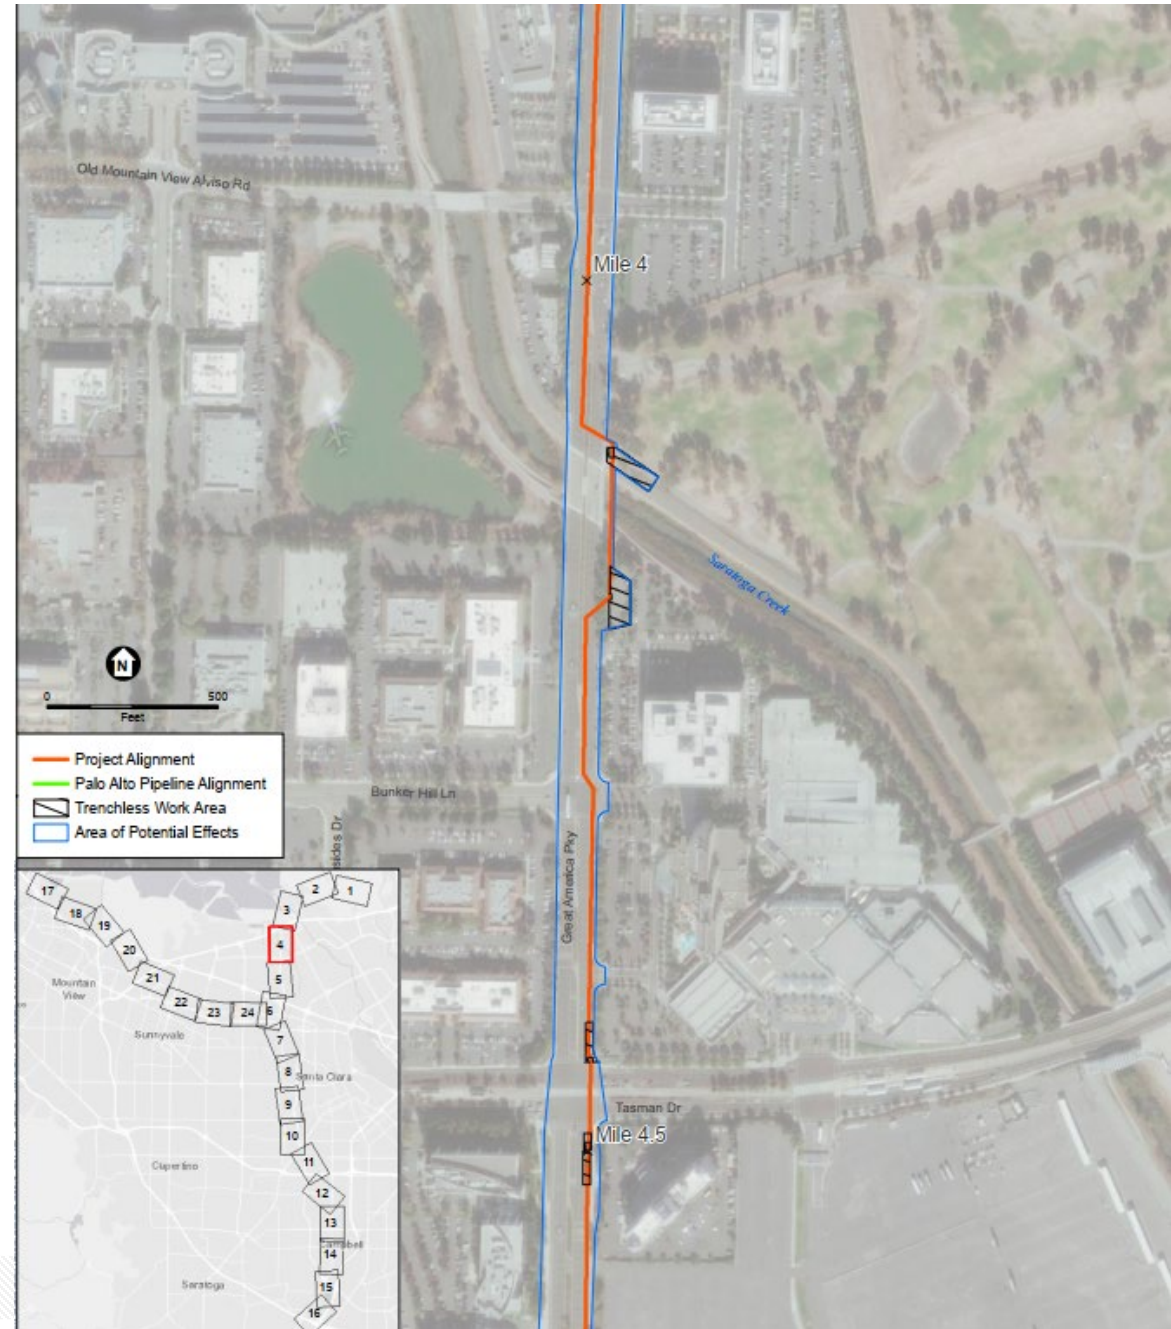 Old Mountain View Alviso Rd
Mile 4
Saratoga Creek
N
0 500
Feet
Project Alignment
Palo Alto Pipeline Alignment
Trenchless Work Area
Area of Potential Effects
Bunker Hill Ln
sides Dr
Great America Pky
Tasman Dr
Mile 4.5
17
18
19
20
21
22
23
24
1
2
3
4
5
6
7
8
9
10
11
12
13
14
15
16
Mountain
View
Sunnyvale
Santa Clara
Cupertino
Campbell
Saratoga